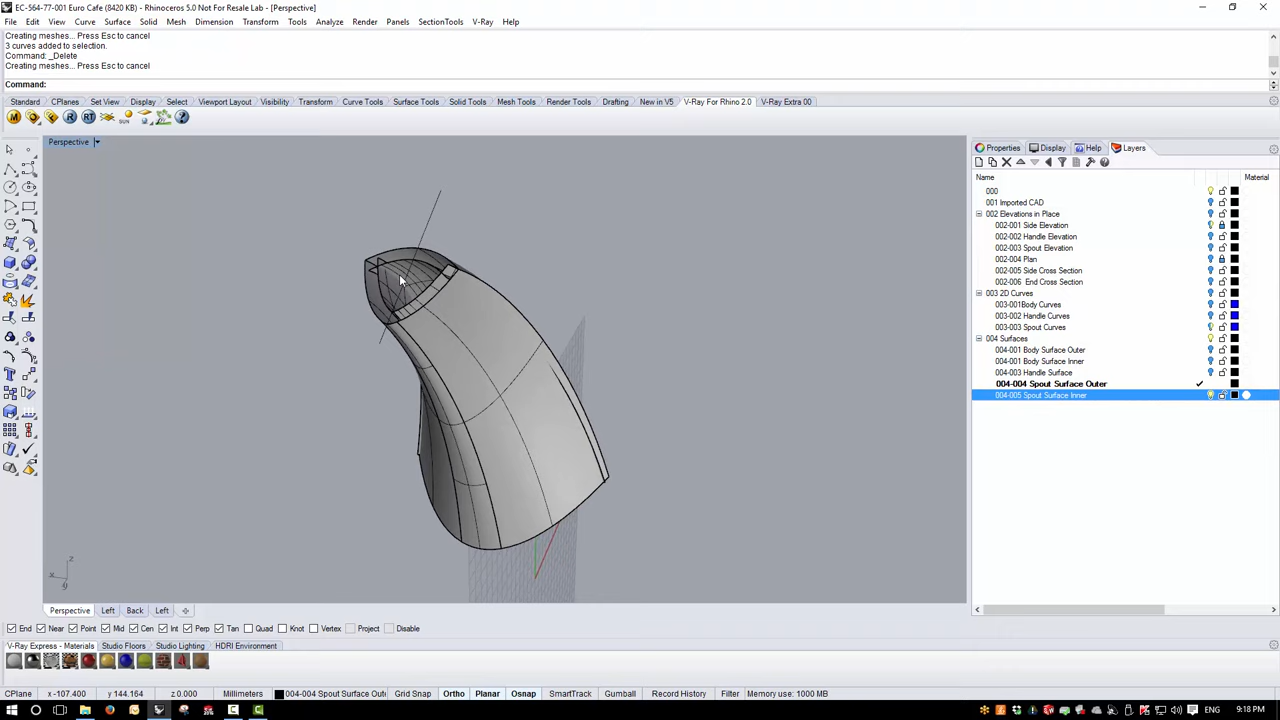 EC-564-77-001 Euro Cafe (8420 KB) - Rhinoceros 5.0 Not For Resale Lab - [Perspective]
File Edit View Curve Surface Solid Mesh Dimension Transform Tools Analyze Render Panels SectionTools V-Ray Help
Creating meshes... Press Esc to cancel
3 curves added to selection.
Command: _Delete
Creating meshes... Press Esc to cancel
Command:
Standard CPlanes Set View Display Select Viewport Layout Visibility Transform Curve Tools Surface Tools Solid Tools Mesh Tools Render Tools Drafting New in V5 V-Ray For Rhino 2.0 V-Ray Extra 00
Perspective
Properties Display Help Layers
Name Material
000
001 Imported CAD
002 Elevations in Place
002-001 Side Elevation
002-002 Handle Elevation
002-003 Spout Elevation
002-004 Plan
002-005 Side Cross Section
002-006 End Cross Section
003 2D Curves
003-001Body Curves
003-002 Handle Curves
003-003 Spout Curves
004 Surfaces
004-001 Body Surface Outer
004-002 Body Surface Inner
004-003 Handle Surface
004-004 Spout Surface Outer
004-005 Spout Surface Inner
z
x
y
Perspective Left Back Left
End Near Point Mid Cen Int Perp Tan Quad Knot Vertex Project Disable
V-Ray Express - Materials Studio Floors Studio Lighting HDRI Environment
CPlane x -107.400 y 144.164 z 0.000 Millimeters 004-004 Spout Surface Oute Grid Snap Ortho Planar Osnap SmartTrack Gumball Record History Filter Memory use: 1000 MB
ENG 9:18 PM